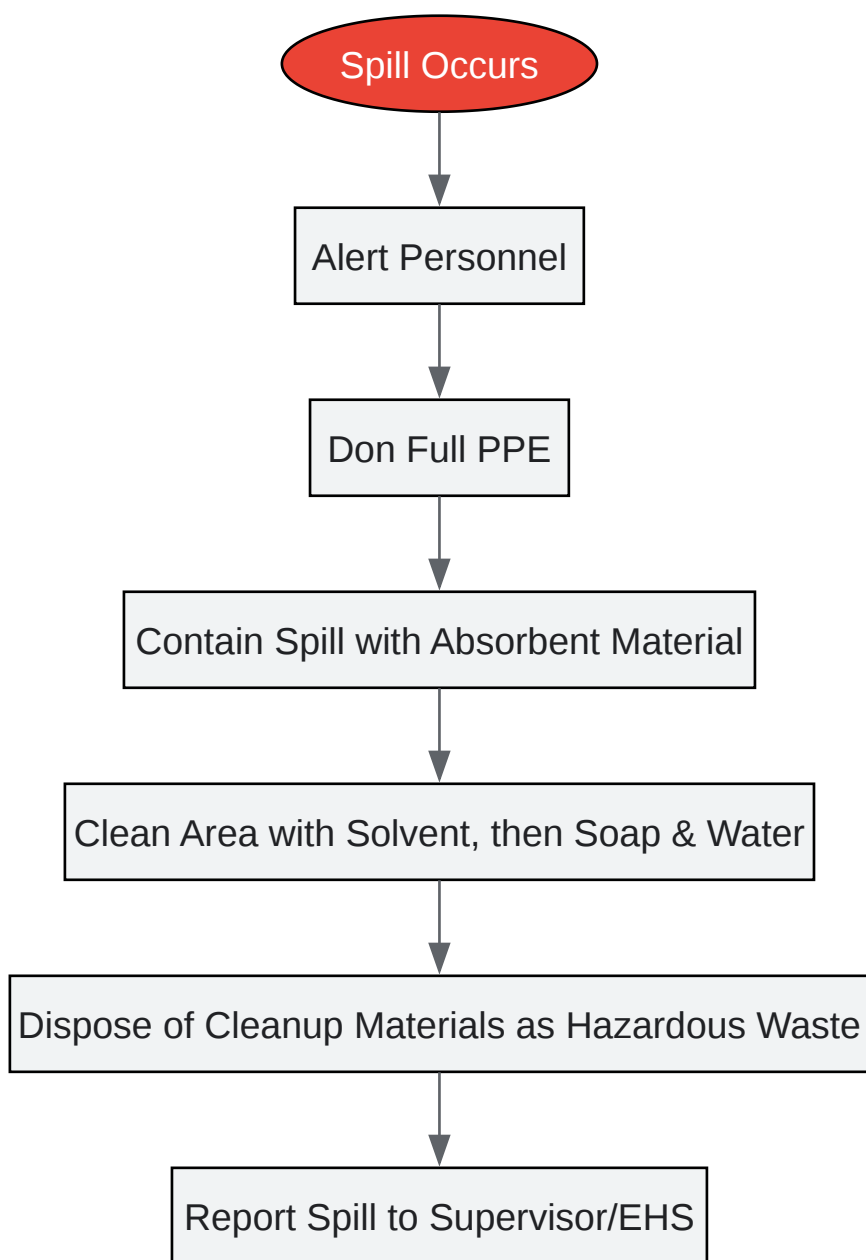 Spill Occurs
Alert Personnel
Don Full PPE
Contain Spill with Absorbent Material
Clean Area with Solvent, then Soap & Water
Dispose of Cleanup Materials as Hazardous Waste
Report Spill to Supervisor/EHS